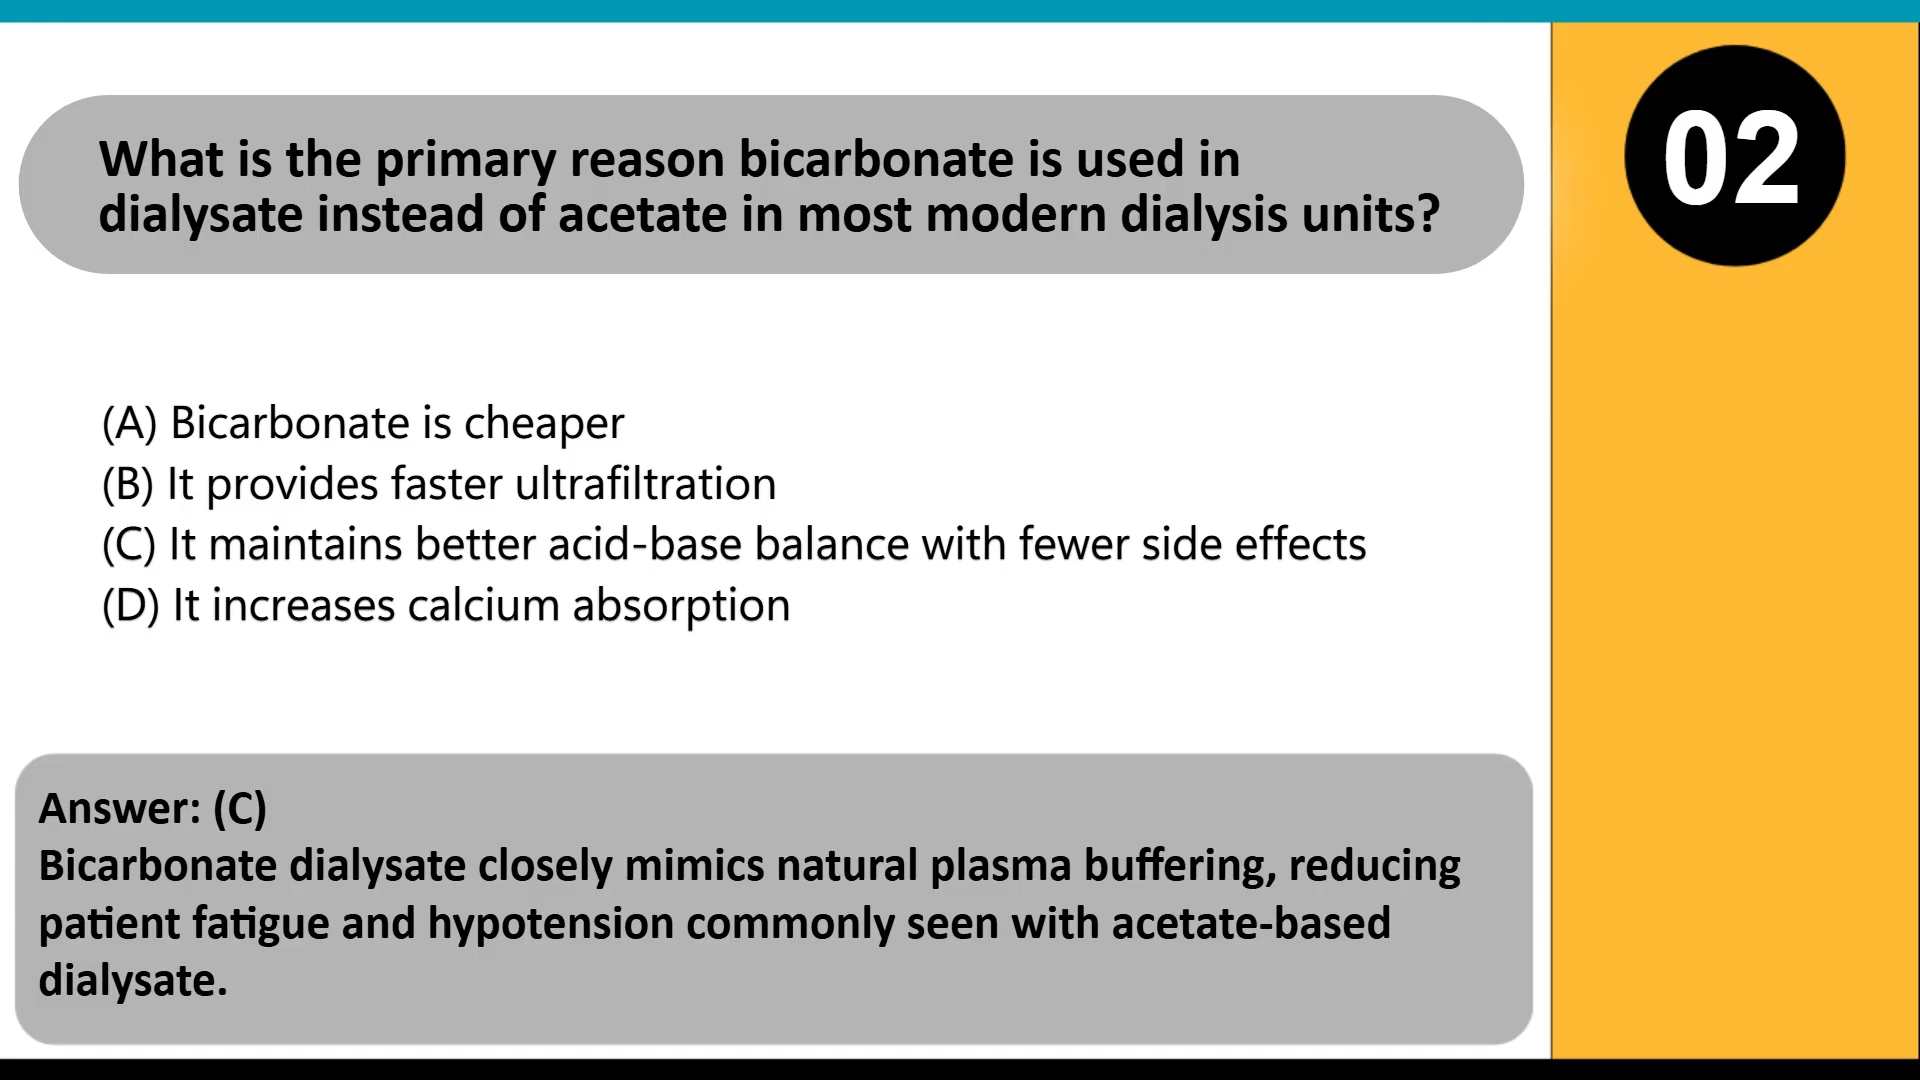 What is the primary reason bicarbonate is used in
dialysate instead of acetate in most modern dialysis units?
02
(A) Bicarbonate is cheaper
(B) It provides faster ultrafiltration
(C) It maintains better acid-base balance with fewer side effects
(D) It increases calcium absorption
Answer: (C)
Bicarbonate dialysate closely mimics natural plasma buffering, reducing
patient fatigue and hypotension commonly seen with acetate-based
dialysate.